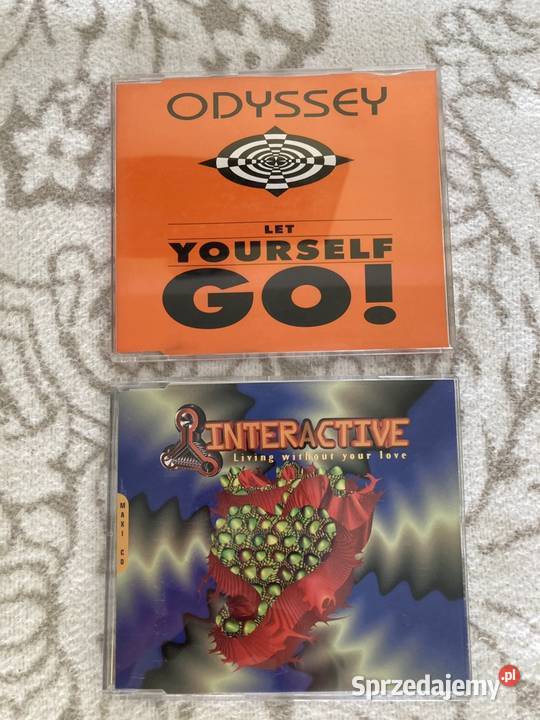 ODYSSEY
LET
YOURSELF
GO!
INTERACTIVE
Living without your love
MAXI CD
Sprzedajemy.pl